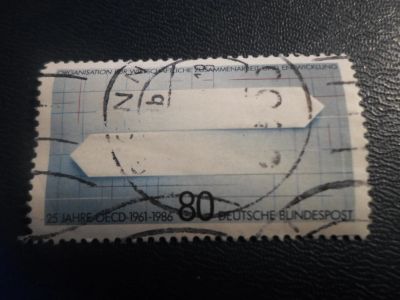 ORGANISATION FÜR WIRTSCHAFTLICHE ZUSAMMENARBEIT UND ENTWICKLUNG
b
25 JAHRE OECD 1961-1986 80 DEUTSCHE BUNDESPOST